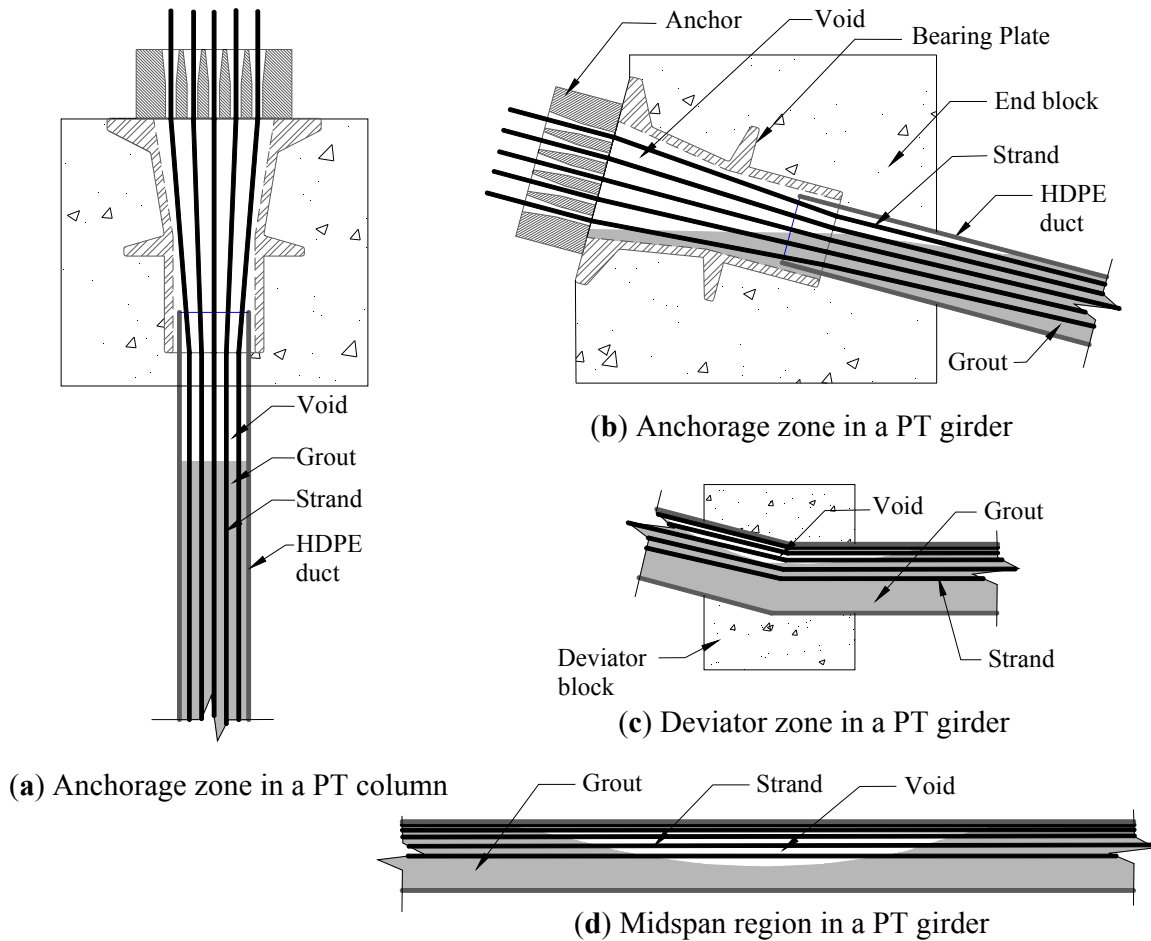 Void
Grout
Strand
HDPE
duct
(a) Anchorage zone in a PT column
Anchor
Void
Bearing Plate
End block
Strand
HDPE
duct
Grout
(b) Anchorage zone in a PT girder
Void
Grout
Deviator
block
Strand
(c) Deviator zone in a PT girder
Grout
Strand
Void
(d) Midspan region in a PT girder